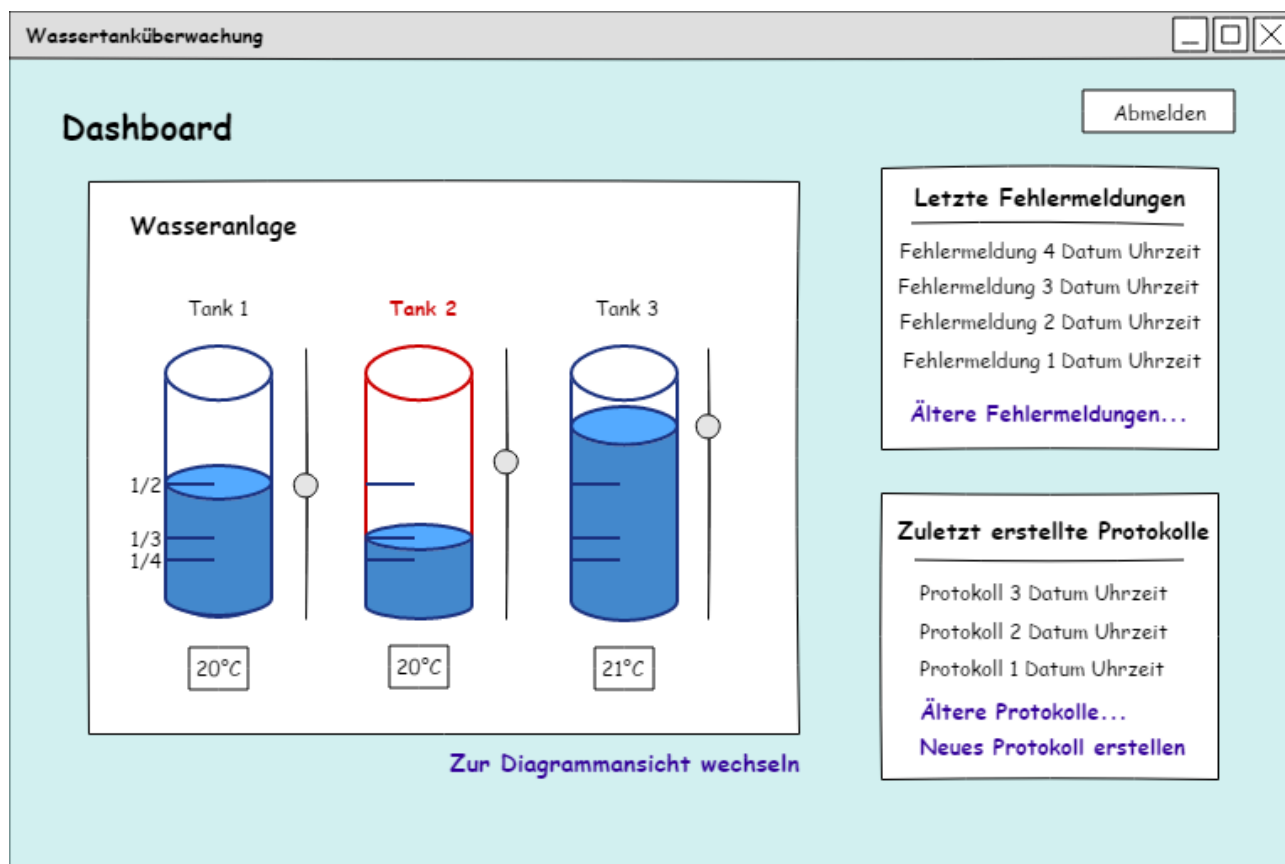 Wassertanküberwachung
Dashboard
Abmelden
Wasseranlage
Tank 1
Tank 2
Tank 3
1/2
1/3
1/4
20°C
20°C
21°C
Zur Diagrammansicht wechseln
Letzte Fehlermeldungen
Fehlermeldung 4 Datum Uhrzeit
Fehlermeldung 3 Datum Uhrzeit
Fehlermeldung 2 Datum Uhrzeit
Fehlermeldung 1 Datum Uhrzeit
Ältere Fehlermeldungen...
Zuletzt erstellte Protokolle
Protokoll 3 Datum Uhrzeit
Protokoll 2 Datum Uhrzeit
Protokoll 1 Datum Uhrzeit
Ältere Protokolle...
Neues Protokoll erstellen